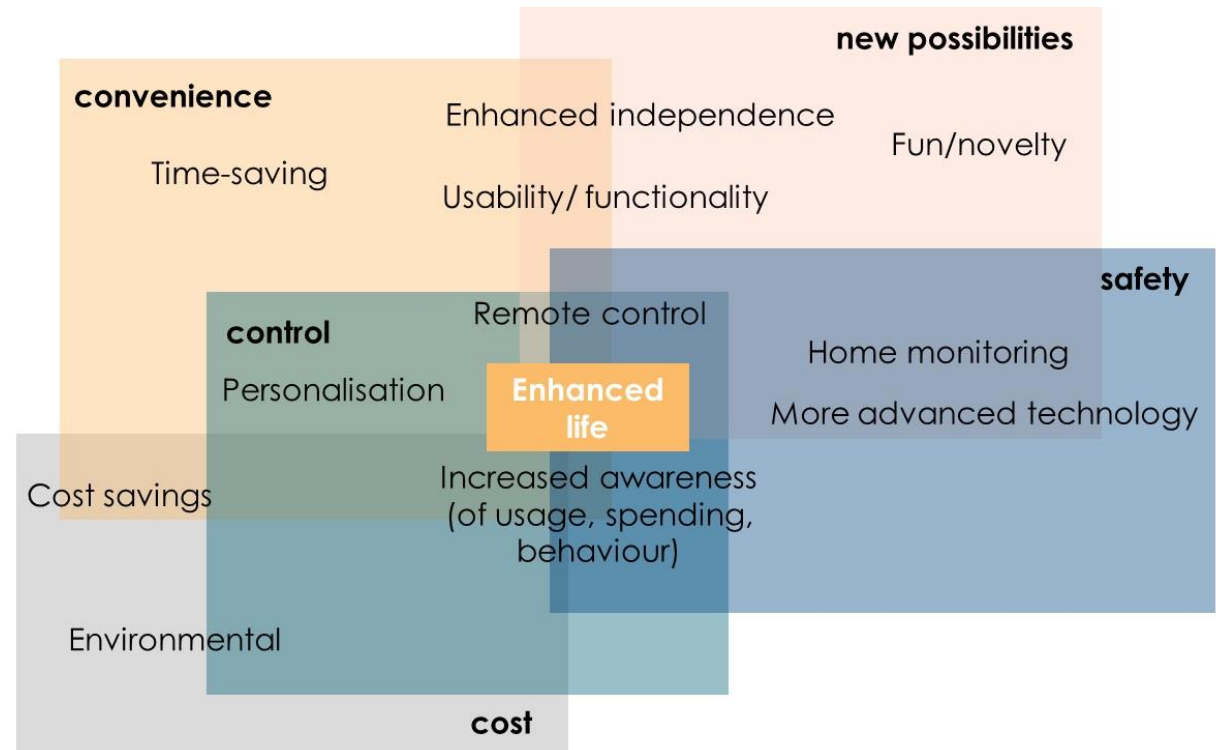 new possibilities
convenience
Enhanced independence
Fun/novelty
Time-saving
Usability/ functionality
safety
Remote control
control
Home monitoring
Personalisation
Enhanced
life
More advanced technology
Cost savings
Increased awareness
(of usage, spending,
behaviour)
Environmental
cost